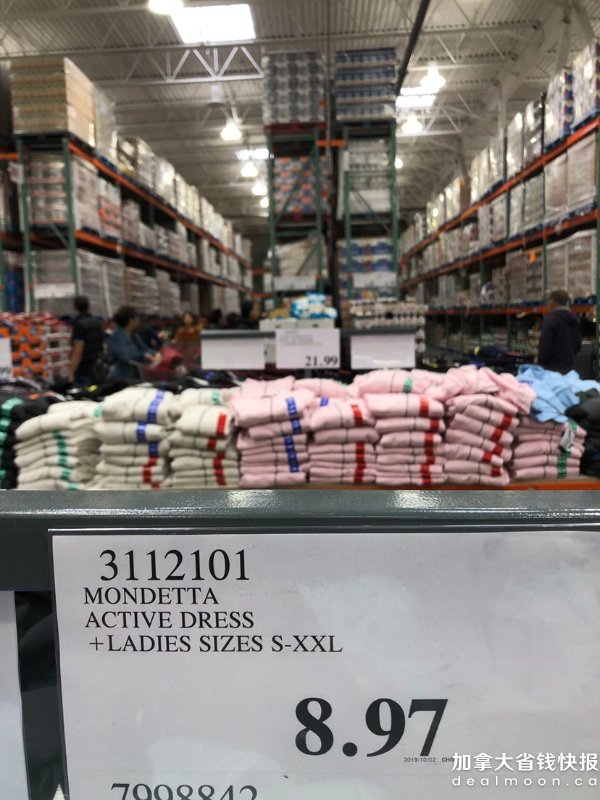 99
21.99
3112101
MONDETTA
ACTIVE DRESS
+LADIES SIZES S-XXL
8.97
2019/10/02
7998842
加拿大省钱快报
dealmoon.ca